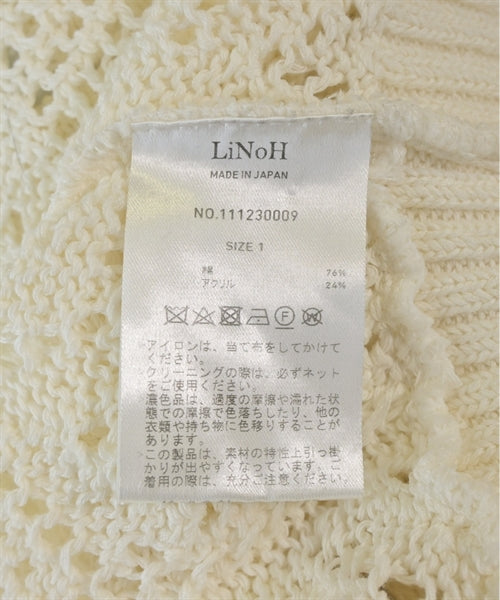 LiNoH
MADE IN JAPAN
NO.111230009
SIZE 1
綿 76%
アクリル 24%
アイロンは、当て布をしてかけて
ください。
クリーニングの際は、必ずネット
をご使用ください。
濃色品は、過度の摩擦や濡れた状
態での摩擦で色落ちしたり、他の
衣類や持ち物に色移りすることが
あります。
この製品は、素材の特性上引っ掛
かりが出やすくなっています。ご
着用の際は、充分ご注意ください。